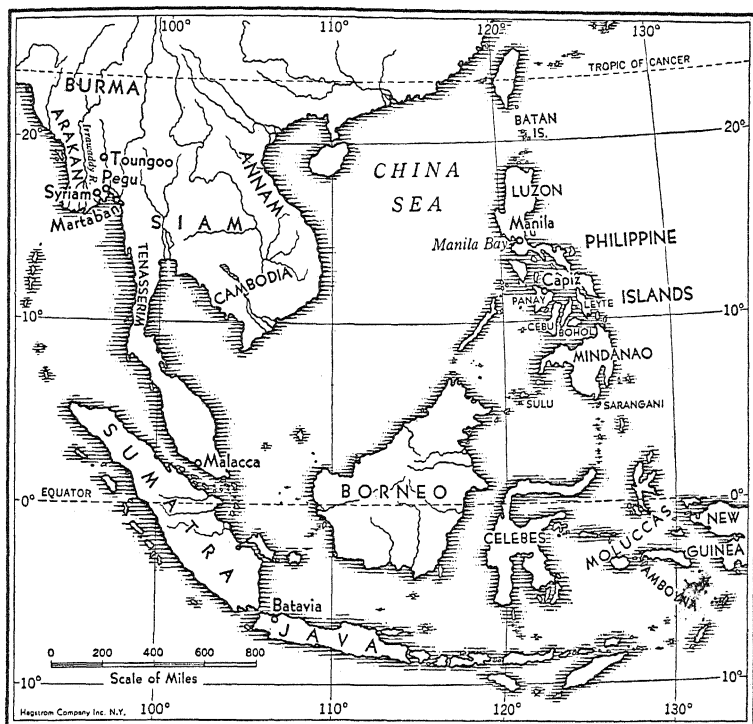 100° 120° 130°
TROPIC OF CANCER
BURMA
BATAN
IS.
ARAKAN
Irrawaddy R.
20° 20°
Toungoo
Pegu
Syriam
Martaban
ANNAM
CHINA
SEA
SIAM
LUZON
Manila
LU
Manila Bay
PHILIPPINE
ISLANDS
TENASSERIM
CAMBODIA
Capiz
PANAY
LEYTE
CEBU
BOHOL
10° 10°
MINDANAO
SULU
SARANGANI
Malacca
SUMATRA
EQUATOR
0° 0°
BORNEO
CELEBES
MOLUCCAS
NEW
GUINEA
AMBOYNA
Batavia
JAVA
0 200 400 600 800
Scale of Miles
10° 10°
Hagstrom Company Inc. N.Y.
100° 110° 120° 130°